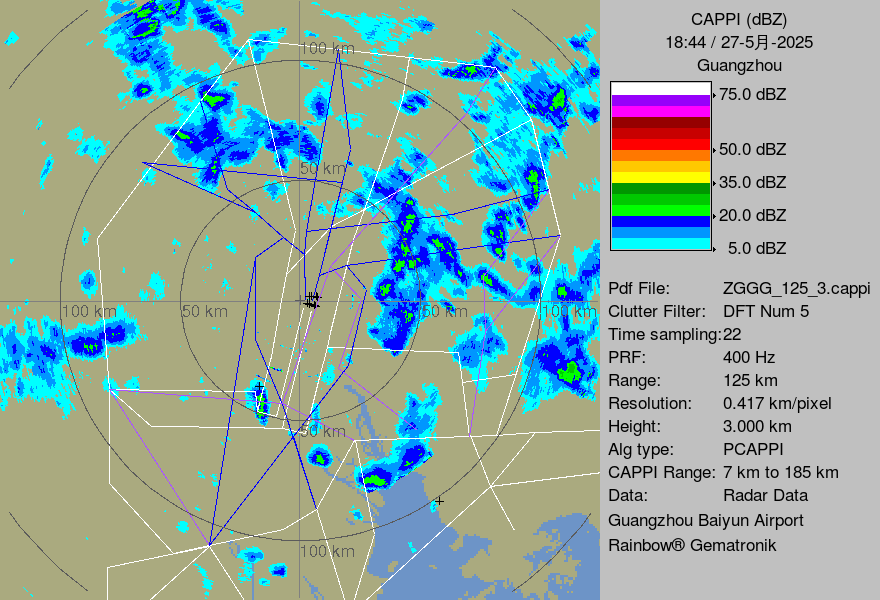 CAPPI (dBZ)
18:44 / 27-5月-2025
Guangzhou
75.0 dBZ
50.0 dBZ
35.0 dBZ
20.0 dBZ
5.0 dBZ
Pdf File: ZGGG_125_3.cappi
Clutter Filter: DFT Num 5
Time sampling:22
PRF: 400 Hz
Range: 125 km
Resolution: 0.417 km/pixel
Height: 3.000 km
Alg type: PCAPPI
CAPPI Range: 7 km to 185 km
Data: Radar Data
Guangzhou Baiyun Airport
Rainbow® Gematronik
100 km
50 km
100 km 50 km 50 km 100 km
50 km
100 km